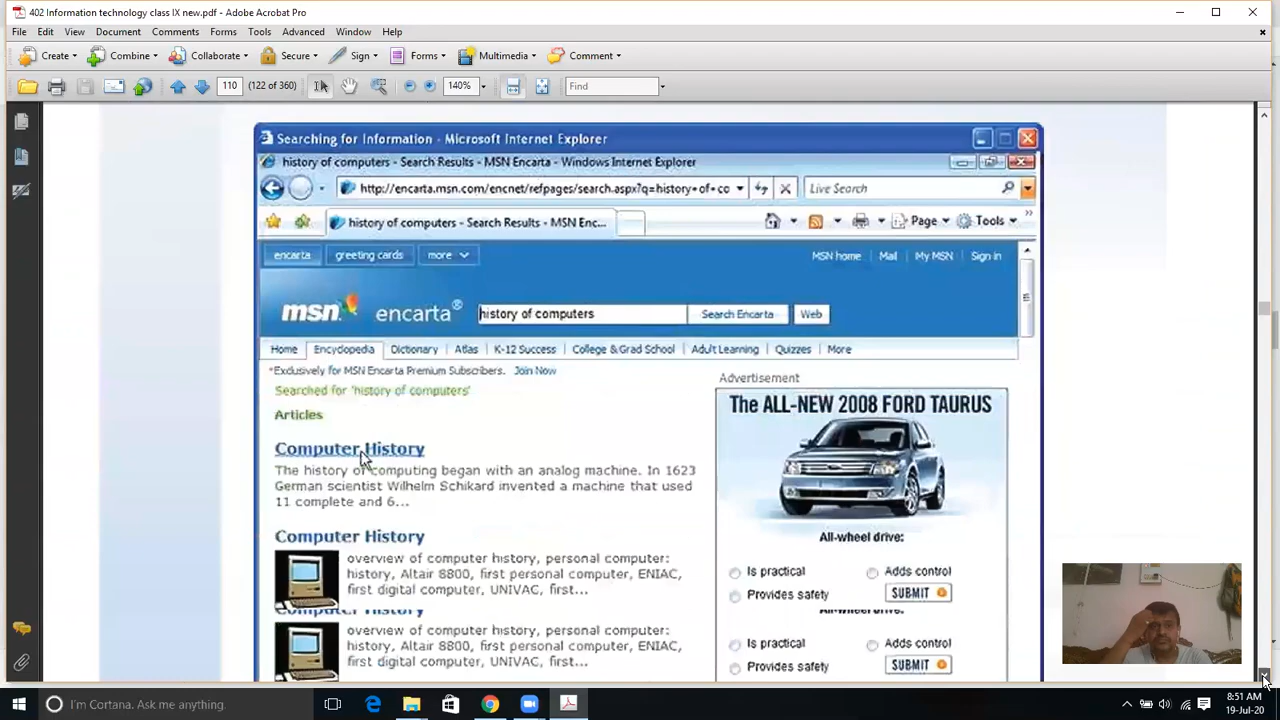 402 Information technology class IX new.pdf - Adobe Acrobat Pro
File Edit View Document Comments Forms Tools Advanced Window Help
Create Combine Collaborate Secure Sign Forms Multimedia Comment
110 (122 of 360) 140% Find
Searching for Information - Microsoft Internet Explorer
history of computers - Search Results - MSN Encarta - Windows Internet Explorer
http://encarta.msn.com/encnet/refpages/search.aspx?q=history+of+co Live Search
history of computers - Search Results - MSN Enc... Page Tools
encarta greeting cards more MSN home Mail My MSN Sign in
msn encarta® history of computers Search Encarta Web
Home Encyclopedia Dictionary Atlas K-12 Success College & Grad School Adult Learning Quizzes More
*Exclusively for MSN Encarta Premium Subscribers. Join Now
Searched for 'history of computers'
Articles
Computer History
The history of computing began with an analog machine. In 1623
German scientist Wilhelm Schikard invented a machine that used
11 complete and 6...
Computer History
overview of computer history, personal computer:
history, Altair 8800, first personal computer, ENIAC,
first digital computer, UNIVAC, first...
Computer History
overview of computer history, personal computer:
history, Altair 8800, first personal computer, ENIAC,
first digital computer, UNIVAC, first...
Advertisement
The ALL-NEW 2008 FORD TAURUS
All-wheel drive:
Is practical Adds control
Provides safety SUBMIT
All-wheel drive:
Is practical Adds control
Provides safety SUBMIT
I'm Cortana. Ask me anything.
8:51 AM
19-Jul-20